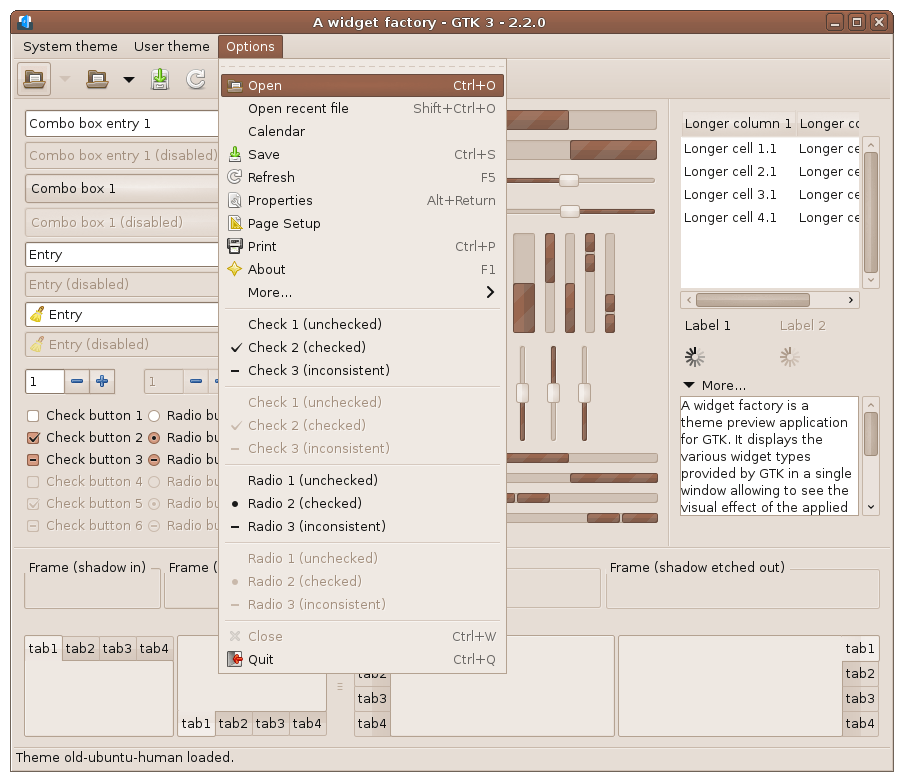 A widget factory - GTK 3 - 2.2.0
System theme User theme Options
Combo box entry 1
Combo box entry 1 (disabled)
Combo box 1
Combo box 1 (disabled)
Entry
Entry (disabled)
Entry
Entry (disabled)
1 1
Check button 1 Radio bu
Check button 2 Radio bu
Check button 3 Radio bu
Check button 4 Radio bu
Check button 5 Radio bu
Check button 6 Radio bu
Open Ctrl+O
Open recent file Shift+Ctrl+O
Calendar
Save Ctrl+S
Refresh F5
Properties Alt+Return
Page Setup
Print Ctrl+P
About F1
More...
Check 1 (unchecked)
Check 2 (checked)
Check 3 (inconsistent)
Check 1 (unchecked)
Check 2 (checked)
Check 3 (inconsistent)
Radio 1 (unchecked)
Radio 2 (checked)
Radio 3 (inconsistent)
Radio 1 (unchecked)
Radio 2 (checked)
Radio 3 (inconsistent)
Close Ctrl+W
Quit Ctrl+Q
Longer column 1 Longer co
Longer cell 1.1 Longer ce
Longer cell 2.1 Longer ce
Longer cell 3.1 Longer ce
Longer cell 4.1 Longer ce
Label 1 Label 2
More...
A widget factory is a
theme preview application
for GTK. It displays the
various widget types
provided by GTK in a single
window allowing to see the
visual effect of the applied
Frame (shadow in) Frame ( Frame (shadow etched out)
tab1 tab2 tab3 tab4
tab1 tab2 tab3 tab4
tab2
tab3
tab4
tab1
tab2
tab3
tab4
Theme old-ubuntu-human loaded.